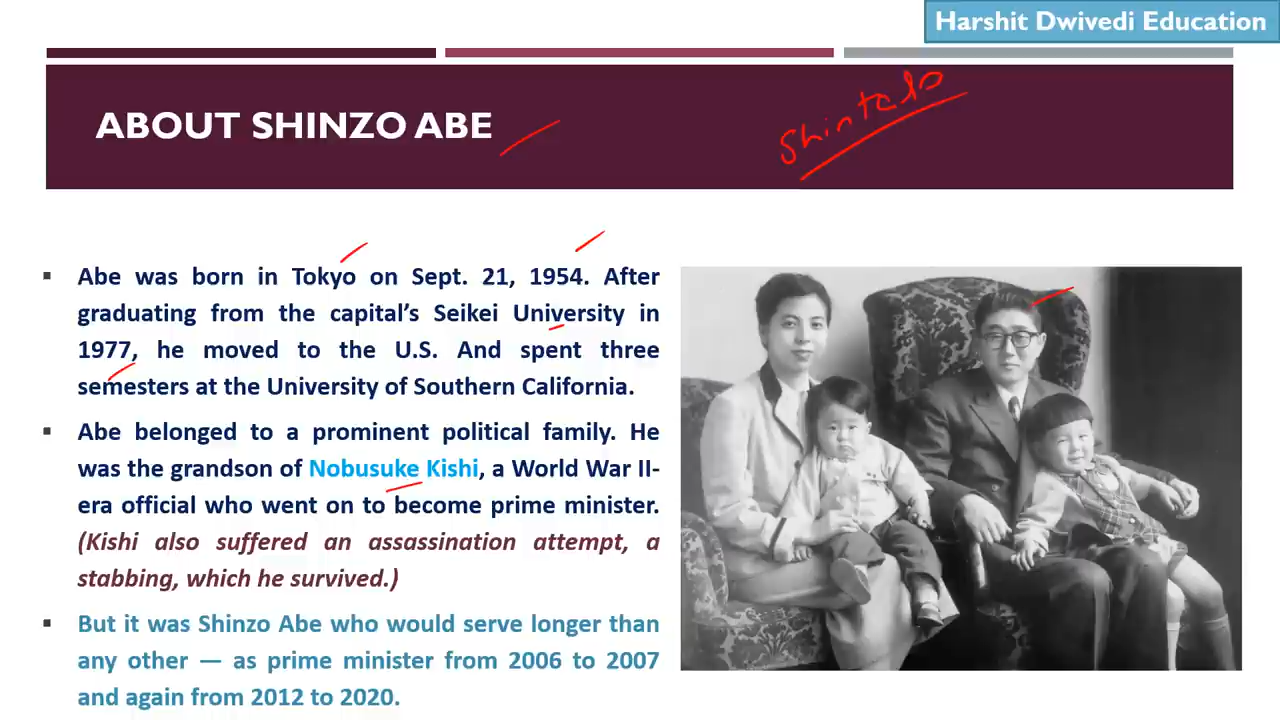 Harshit Dwivedi Education
ABOUT SHINZO ABE
Shintalo
▪ Abe was born in Tokyo on Sept. 21, 1954. After
graduating from the capital's Seikei University in
1977, he moved to the U.S. And spent three
semesters at the University of Southern California.
▪ Abe belonged to a prominent political family. He
was the grandson of Nobusuke Kishi, a World War II-
era official who went on to become prime minister.
(Kishi also suffered an assassination attempt, a
stabbing, which he survived.)
▪ But it was Shinzo Abe who would serve longer than
any other — as prime minister from 2006 to 2007
and again from 2012 to 2020.